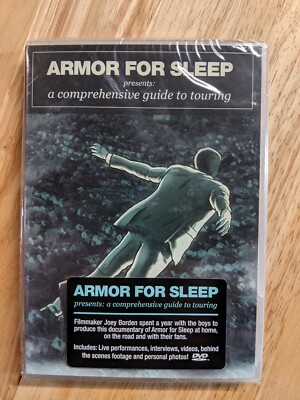 ARMOR FOR SLEEP
presents:
a comprehensive guide to touring
ARMOR FOR SLEEP
presents: a comprehensive guide to touring
Filmmaker Joey Borden spent a year with the boys to
produce this documentary of Armor for Sleep at home,
on the road and with their fans.
Includes: Live performances, interviews, videos, behind
the scenes footage and personal photos!
DVD